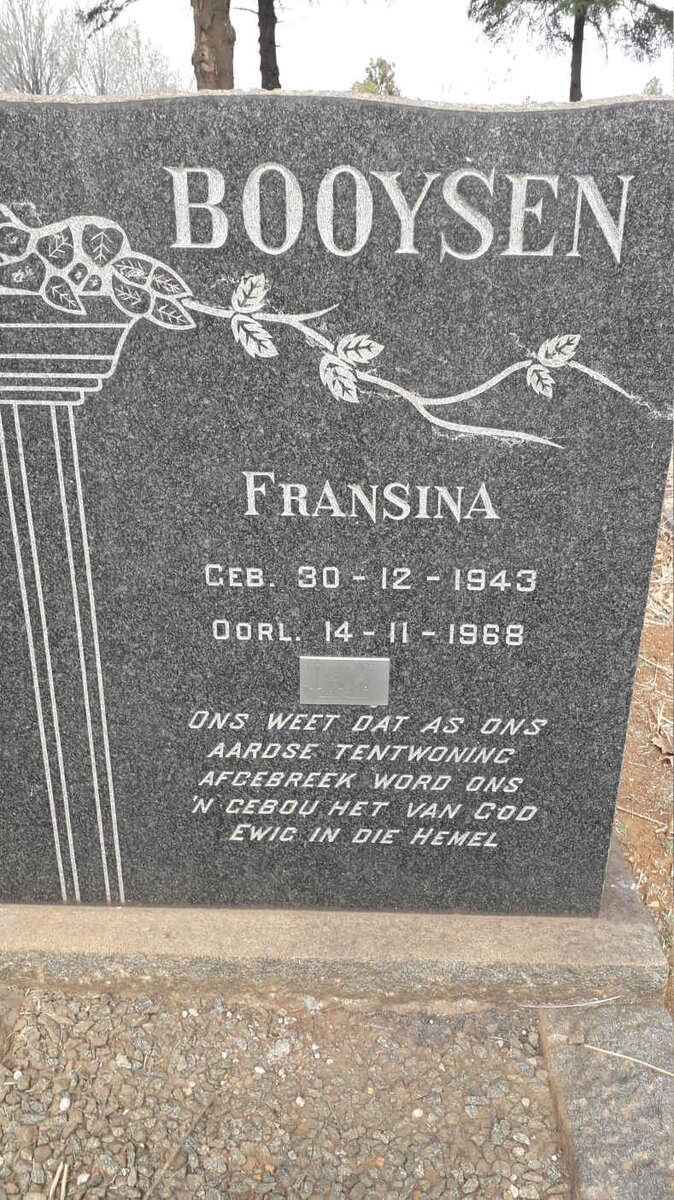 BOOYSEN
FRANSINA
GEB. 30-12-1943
OORL. 14-11-1968
ONS WEET DAT AS ONS
AARDSE TENTWONING
AFGEBREEK WORD ONS
'N GEBOU HET VAN GOD
EWIG IN DIE HEMEL